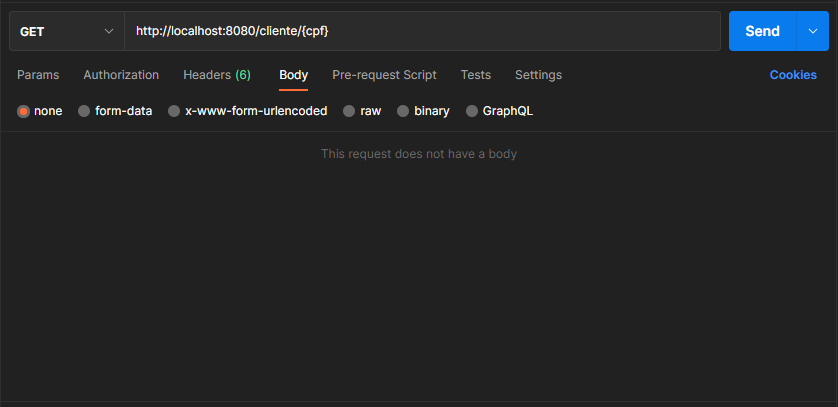 GET http://localhost:8080/cliente/{cpf} Send
Params Authorization Headers (6) Body Pre-request Script Tests Settings Cookies
none form-data x-www-form-urlencoded raw binary GraphQL
This request does not have a body